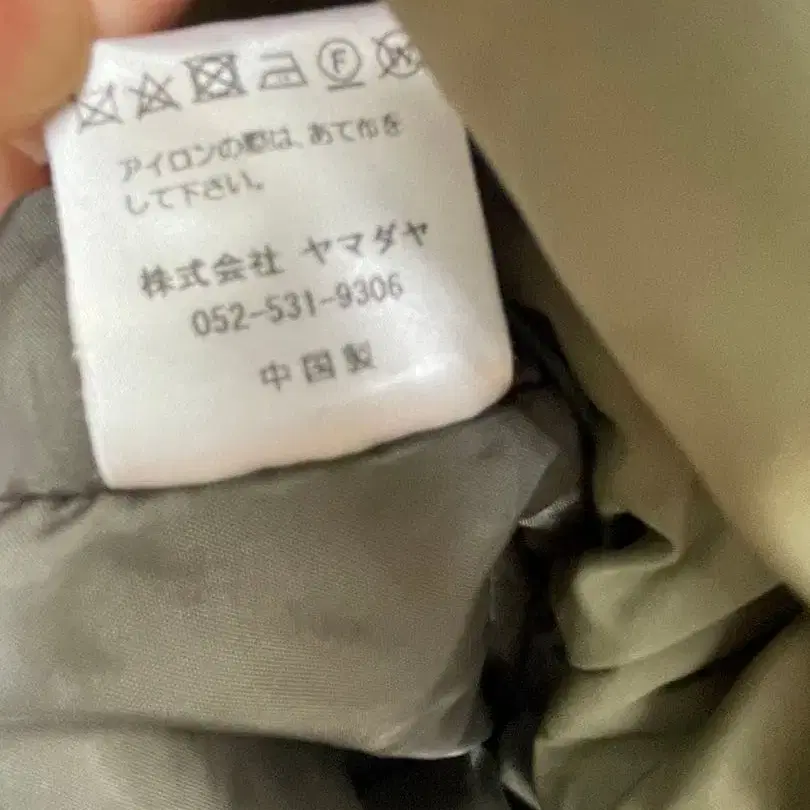 F W
アイロンの際は、あて布を
して下さい。
株式会社 ヤマダヤ
052-531-9306
中国製